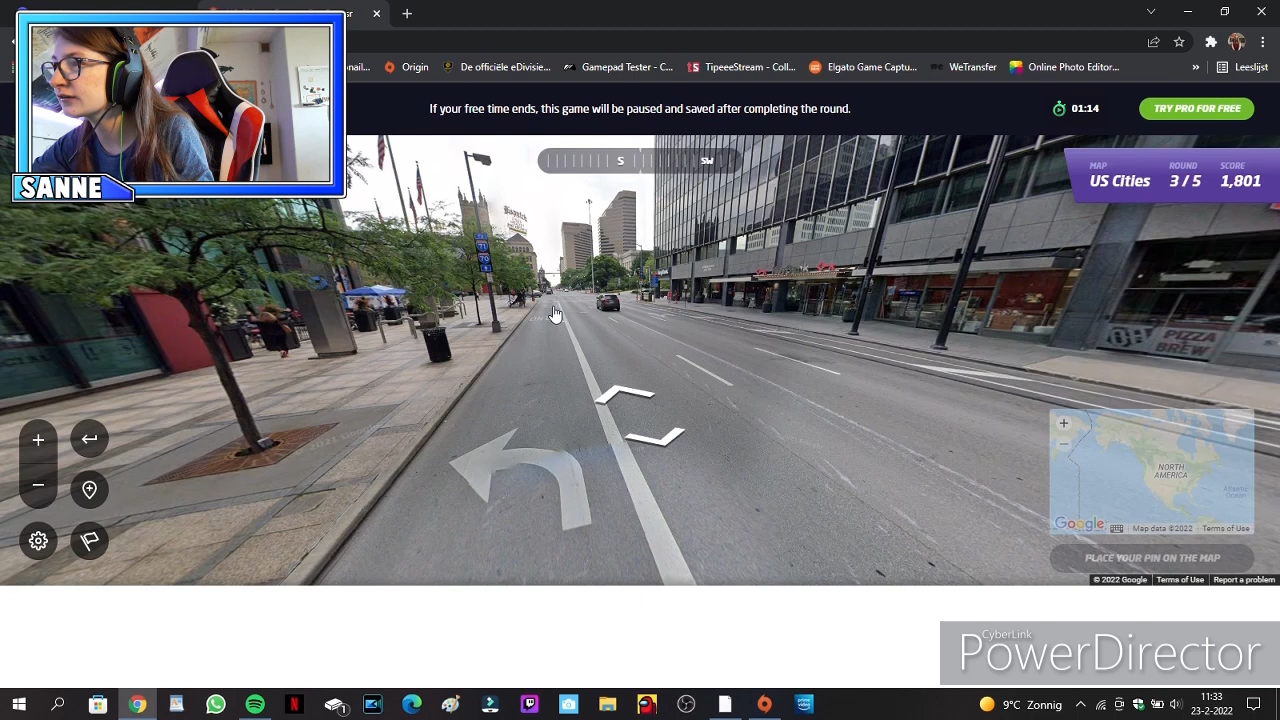 Origin
De officiële eDivisie...
Gamepad Tester - C...
Tipeeestream - Coll...
Elgato Game Captu...
WeTransfer
Online Photo Editor...
»
Leeslijst
If your free time ends, this game will be paused and saved after completing the round.
01:14
TRY PRO FOR FREE
S
SW
MAP
ROUND
SCORE
US Cities
3 / 5
1,801
SANNE
71
70
PIZZA
BREW
NORTH
AMERICA
Atlantic
Ocean
Google
Map data ©2022
Terms of Use
PLACE YOUR PIN ON THE MAP
© 2022 Google
Terms of Use
Report a problem
CyberLink
PowerDirector
9°C Zonnig
11:33
23-2-2022